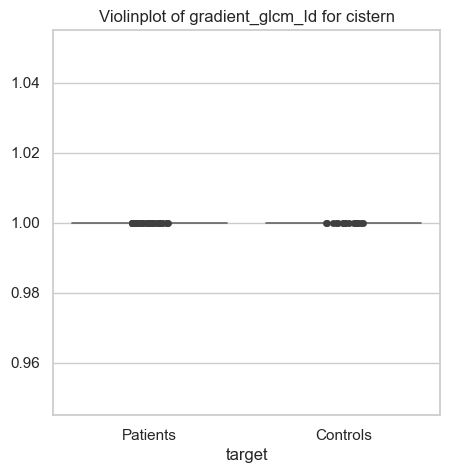 Violinplot of gradient_glcm_Id for cistern
1.04
1.02
1.00
0.98
0.96
Patients
Controls
target